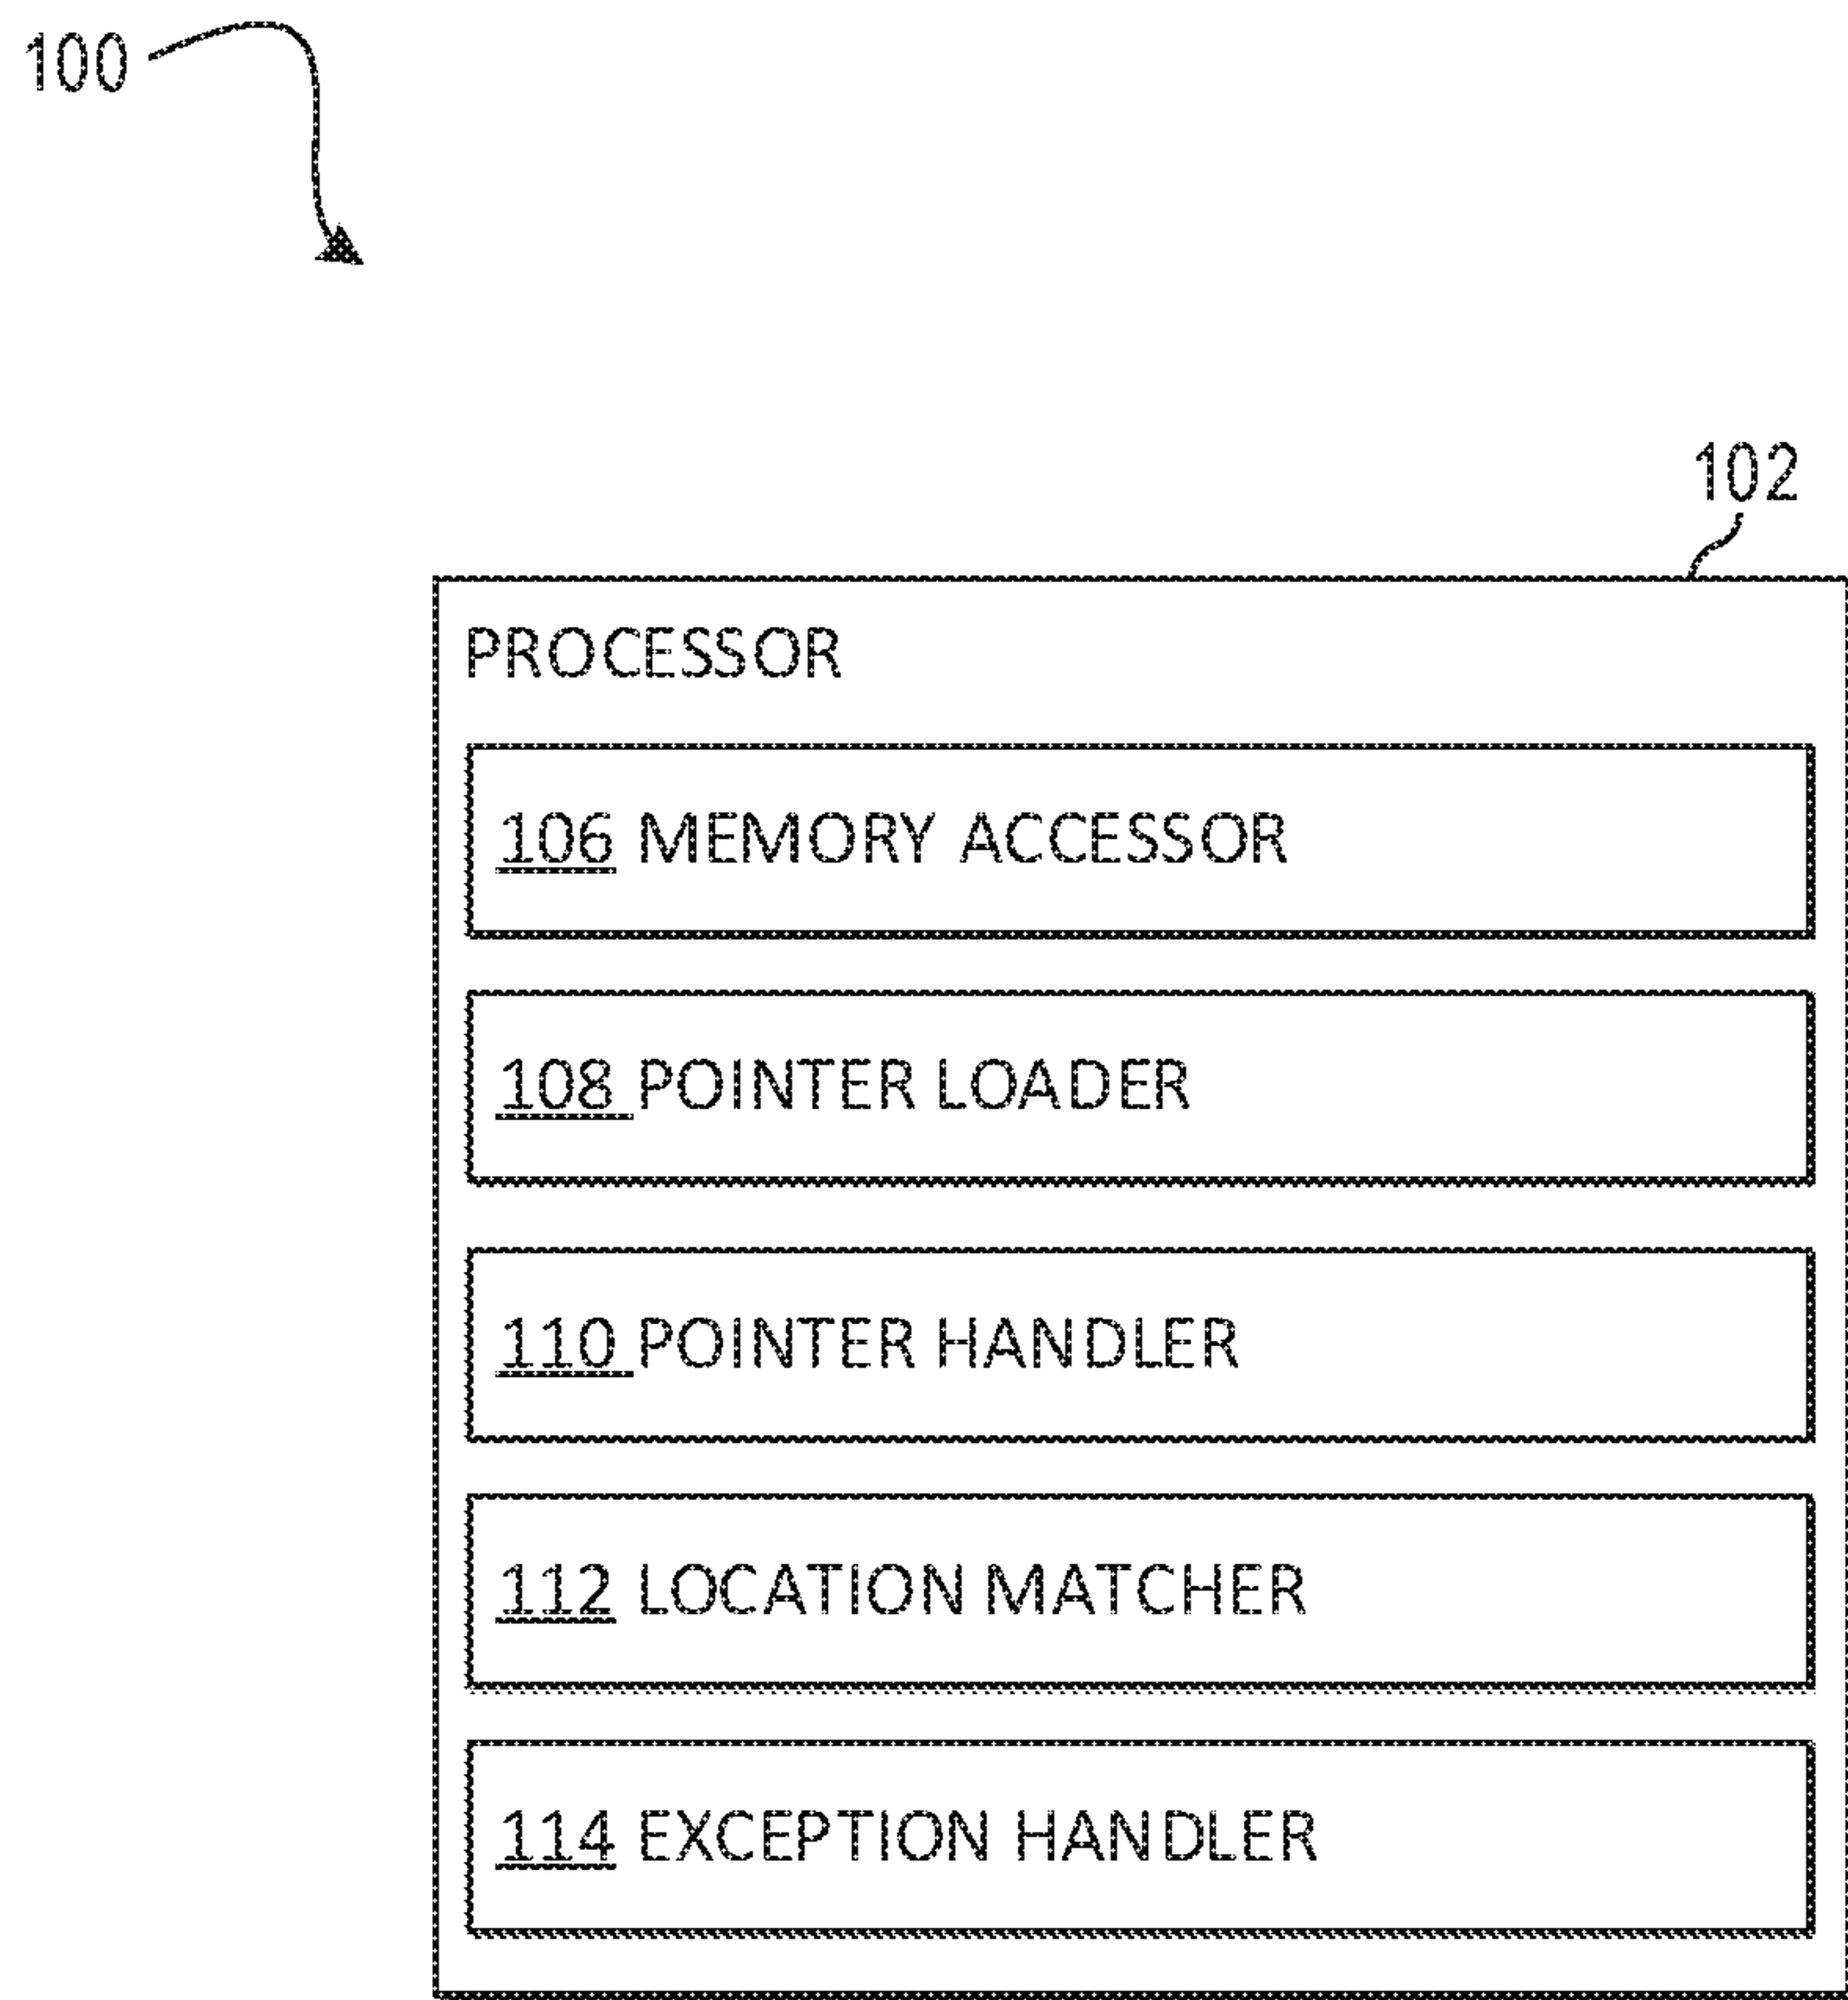 100
102
PROCESSOR
106 MEMORY ACCESSOR
108 POINTER LOADER
110 POINTER HANDLER
112 LOCATION MATCHER
114 EXCEPTION HANDLER